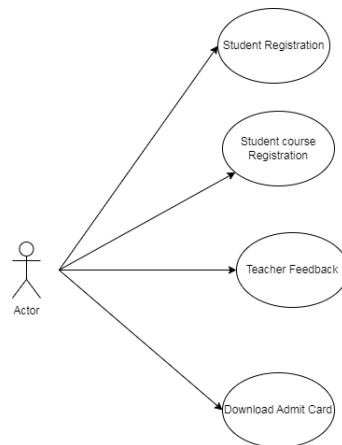 Student Registration
Student course
Registration
Teacher Feedback
Actor
Download Admit Card